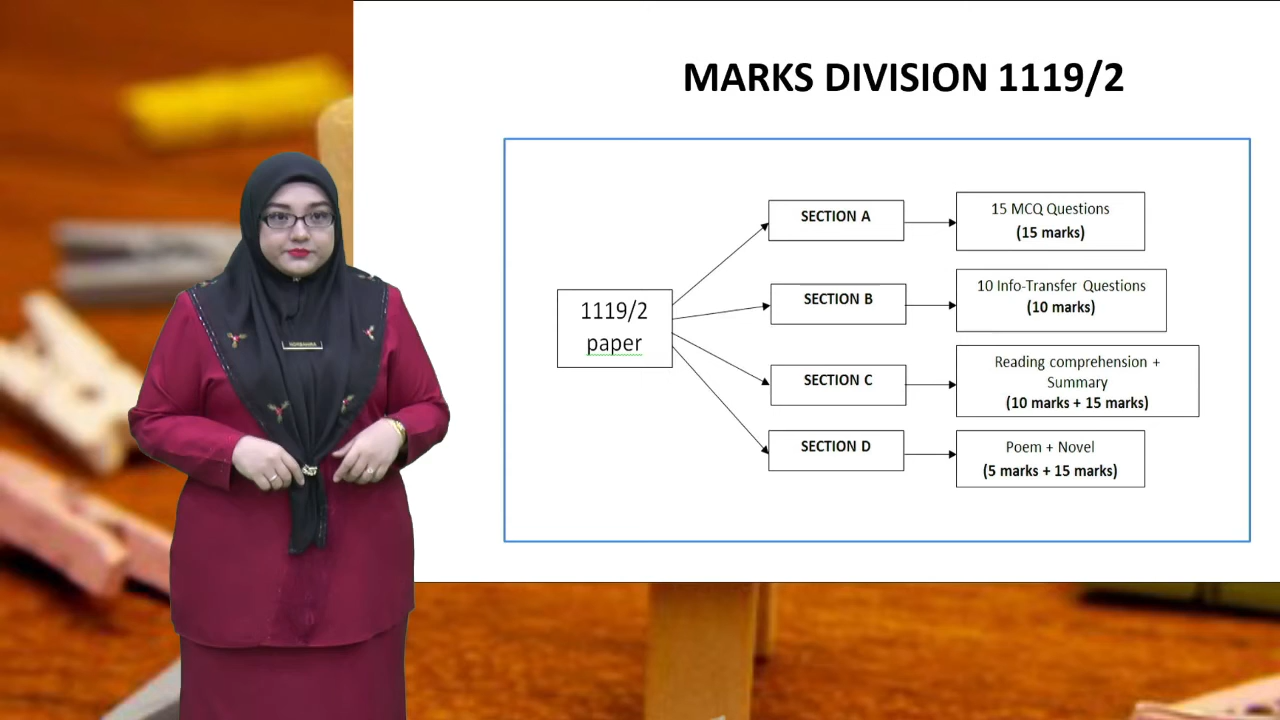 MARKS DIVISION 1119/2
1119/2
paper
SECTION A
15 MCQ Questions
(15 marks)
SECTION B
10 Info-Transfer Questions
(10 marks)
SECTION C
Reading comprehension +
Summary
(10 marks + 15 marks)
SECTION D
Poem + Novel
(5 marks + 15 marks)